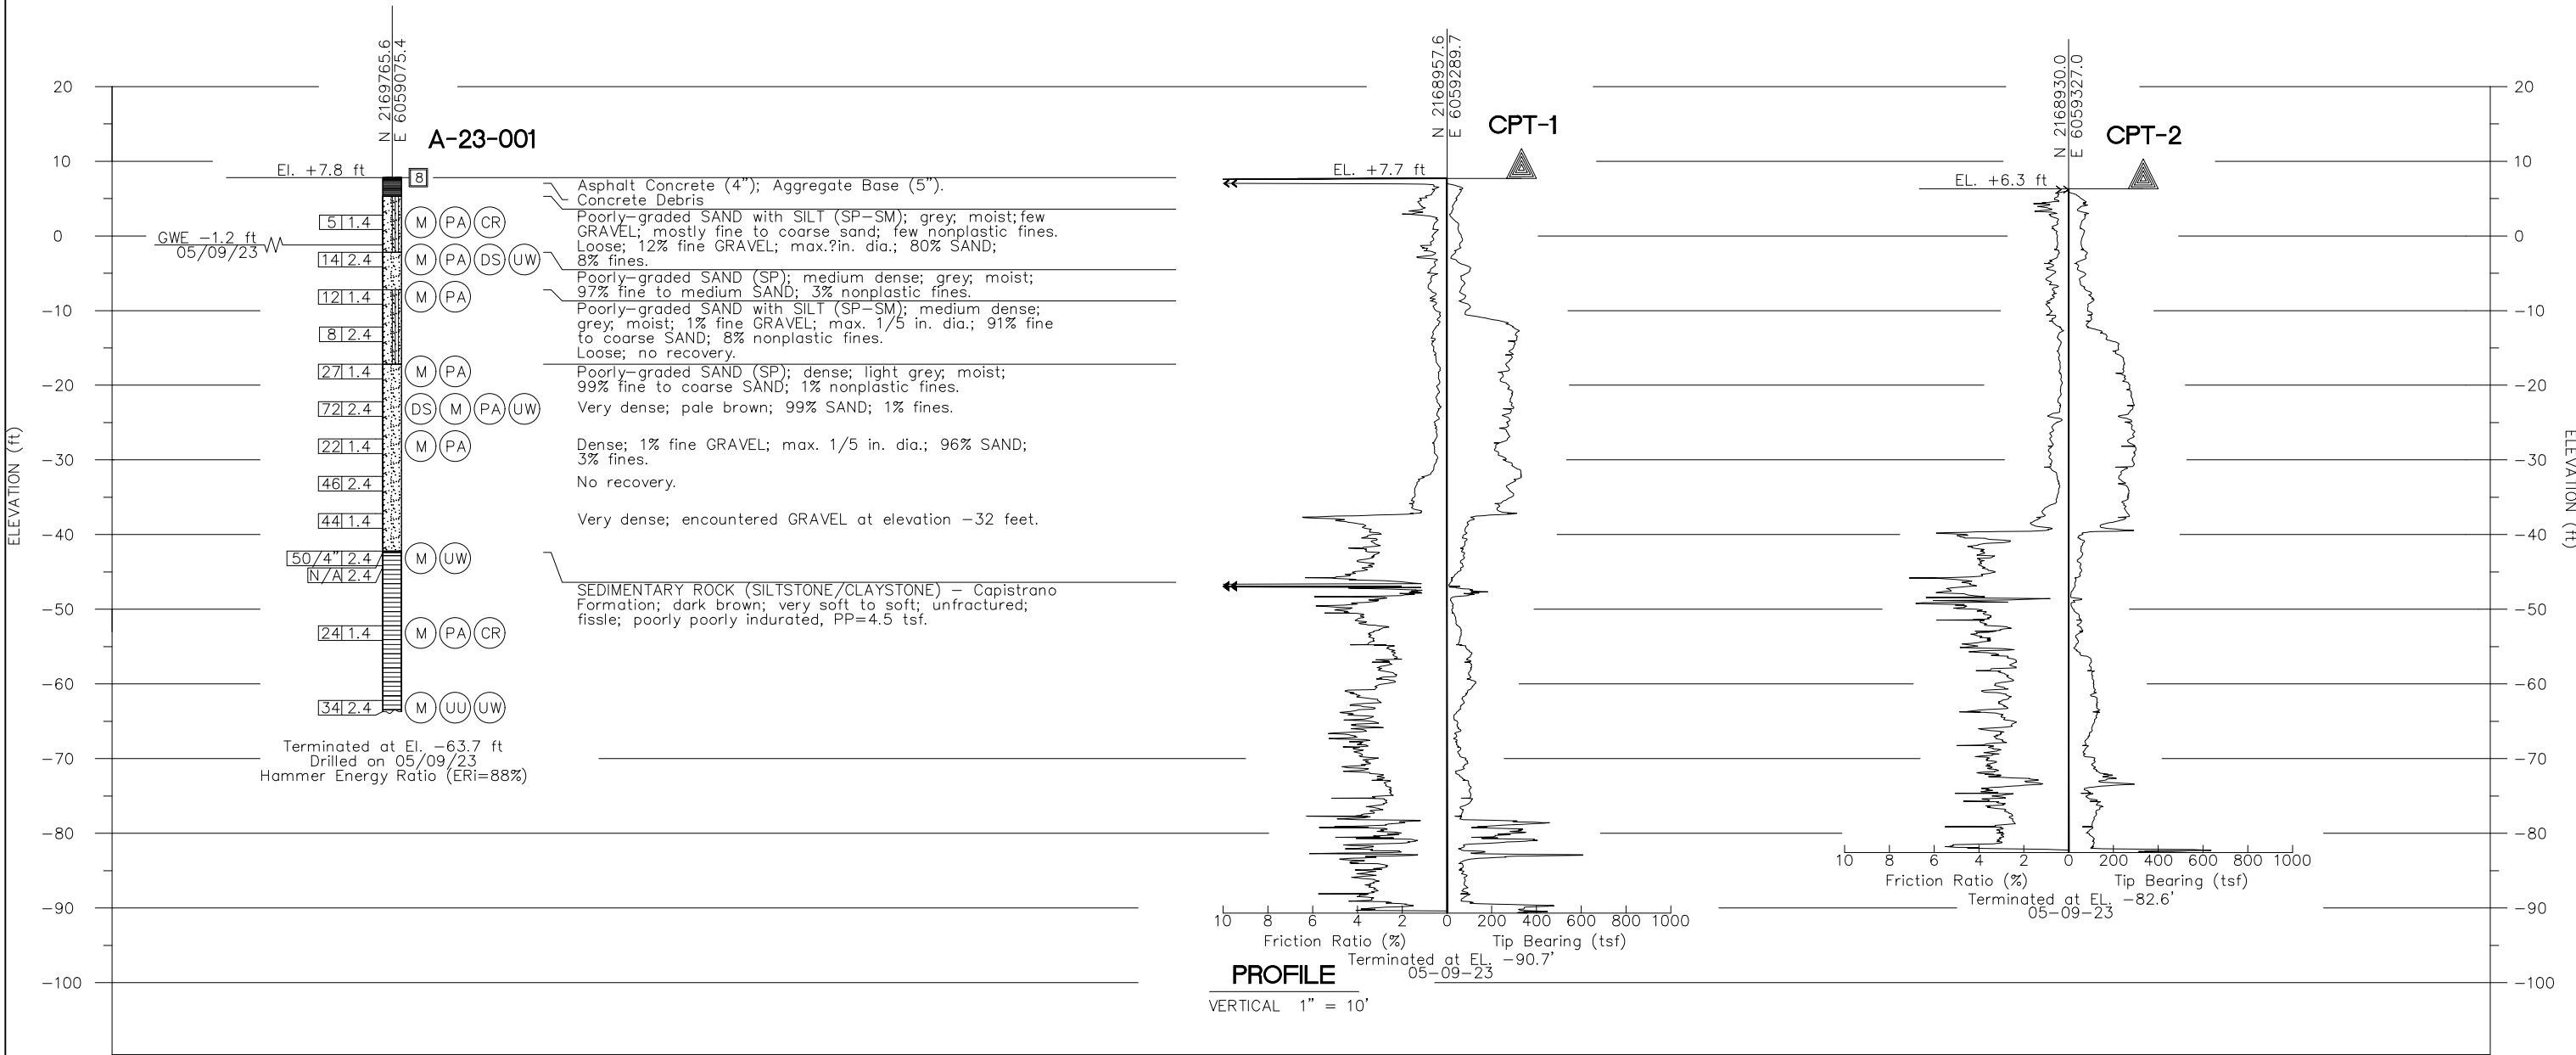 N 2169765.6
E 6059075.4
A-23-001
El. +7.8 ft
8
Asphalt Concrete (4"); Aggregate Base (5").
Concrete Debris
Poorly-graded SAND with SILT (SP-SM); grey; moist; few
GRAVEL; mostly fine to coarse sand; few nonplastic fines.
Loose; 12% fine GRAVEL; max.?in. dia.; 80% SAND;
8% fines.
Poorly-graded SAND (SP); medium dense; grey; moist;
97% fine to medium SAND; 3% nonplastic fines.
Poorly-graded SAND with SILT (SP-SM); medium dense;
grey; moist; 1% fine GRAVEL; max. 1/5 in. dia.; 91% fine
to coarse SAND; 8% nonplastic fines.
Loose; no recovery.
Poorly-graded SAND (SP); dense; light grey; moist;
99% fine to coarse SAND; 1% nonplastic fines.
Very dense; pale brown; 99% SAND; 1% fines.
Dense; 1% fine GRAVEL; max. 1/5 in. dia.; 96% SAND;
3% fines.
No recovery.
Very dense; encountered GRAVEL at elevation -32 feet.
SEDIMENTARY ROCK (SILTSTONE/CLAYSTONE) - Capistrano
Formation; dark brown; very soft to soft; unfractured;
fissle; poorly poorly indurated, PP=4.5 tsf.
5 1.4 M PA CR
GWE -1.2 ft
05/09/23
14 2.4 M PA DS UW
12 1.4 M PA
8 2.4
27 1.4 M PA
72 2.4 DS M PA UW
22 1.4 M PA
46 2.4
44 1.4
50/4" 2.4 M UW
N/A 2.4
24 1.4 M PA CR
34 2.4 M UU UW
Terminated at El. -63.7 ft
Drilled on 05/09/23
Hammer Energy Ratio (ERi=88%)
ELEVATION (ft)
20
10
0
-10
-20
-30
-40
-50
-60
-70
-80
-90
-100
N 2168957.6
E 6059289.7
CPT-1
EL. +7.7 ft
10 8 6 4 2 0 200 400 600 800 1000
Friction Ratio (%) Tip Bearing (tsf)
Terminated at EL. -90.7'
05-09-23
PROFILE
VERTICAL 1" = 10'
N 2168930.0
E 6059327.0
CPT-2
EL. +6.3 ft
10 8 6 4 2 0 200 400 600 800 1000
Friction Ratio (%) Tip Bearing (tsf)
Terminated at EL. -82.6'
05-09-23
20
10
0
-10
-20
-30
-40
-50
-60
-70
-80
-90
-100
ELEVATION (ft)